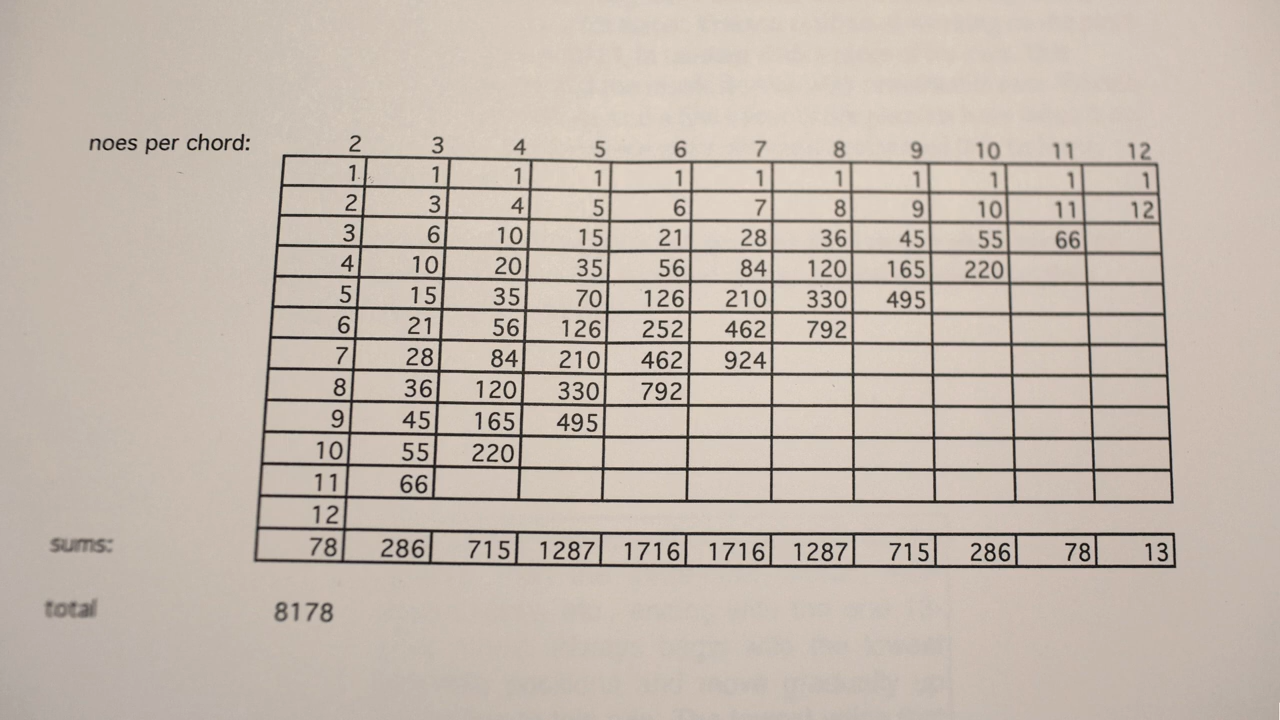 noes per chord: 2 3 4 5 6 7 8 9 10 11 12
1 1 1 1 1 1 1 1 1 1 1
2 3 4 5 6 7 8 9 10 11 12
3 6 10 15 21 28 36 45 55 66
4 10 20 35 56 84 120 165 220
5 15 35 70 126 210 330 495
6 21 56 126 252 462 792
7 28 84 210 462 924
8 36 120 330 792
9 45 165 495
10 55 220
11 66
12
sums: 78 286 715 1287 1716 1716 1287 715 286 78 13
total 8178